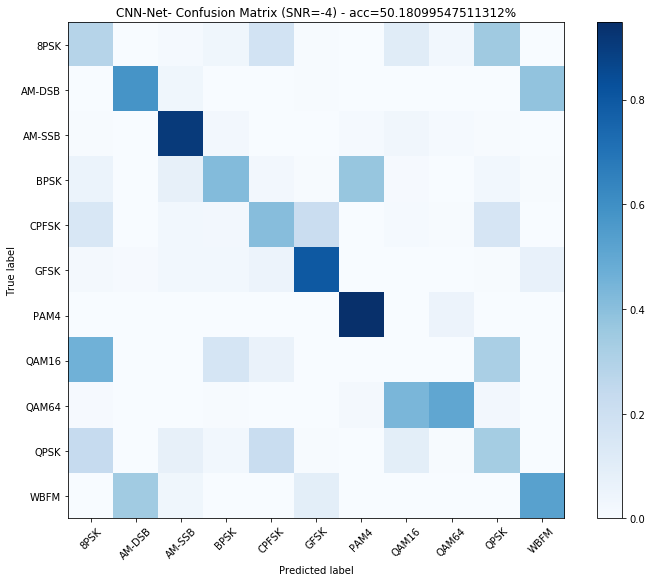 CNN-Net- Confusion Matrix (SNR=-4) - acc=50.18099547511312%
True label
8PSK
AM-DSB
AM-SSB
BPSK
CPFSK
GFSK
PAM4
QAM16
QAM64
QPSK
WBFM
8PSK AM-DSB AM-SSB BPSK CPFSK GFSK PAM4 QAM16 QAM64 QPSK WBFM
Predicted label
0.8
0.6
0.4
0.2
0.0